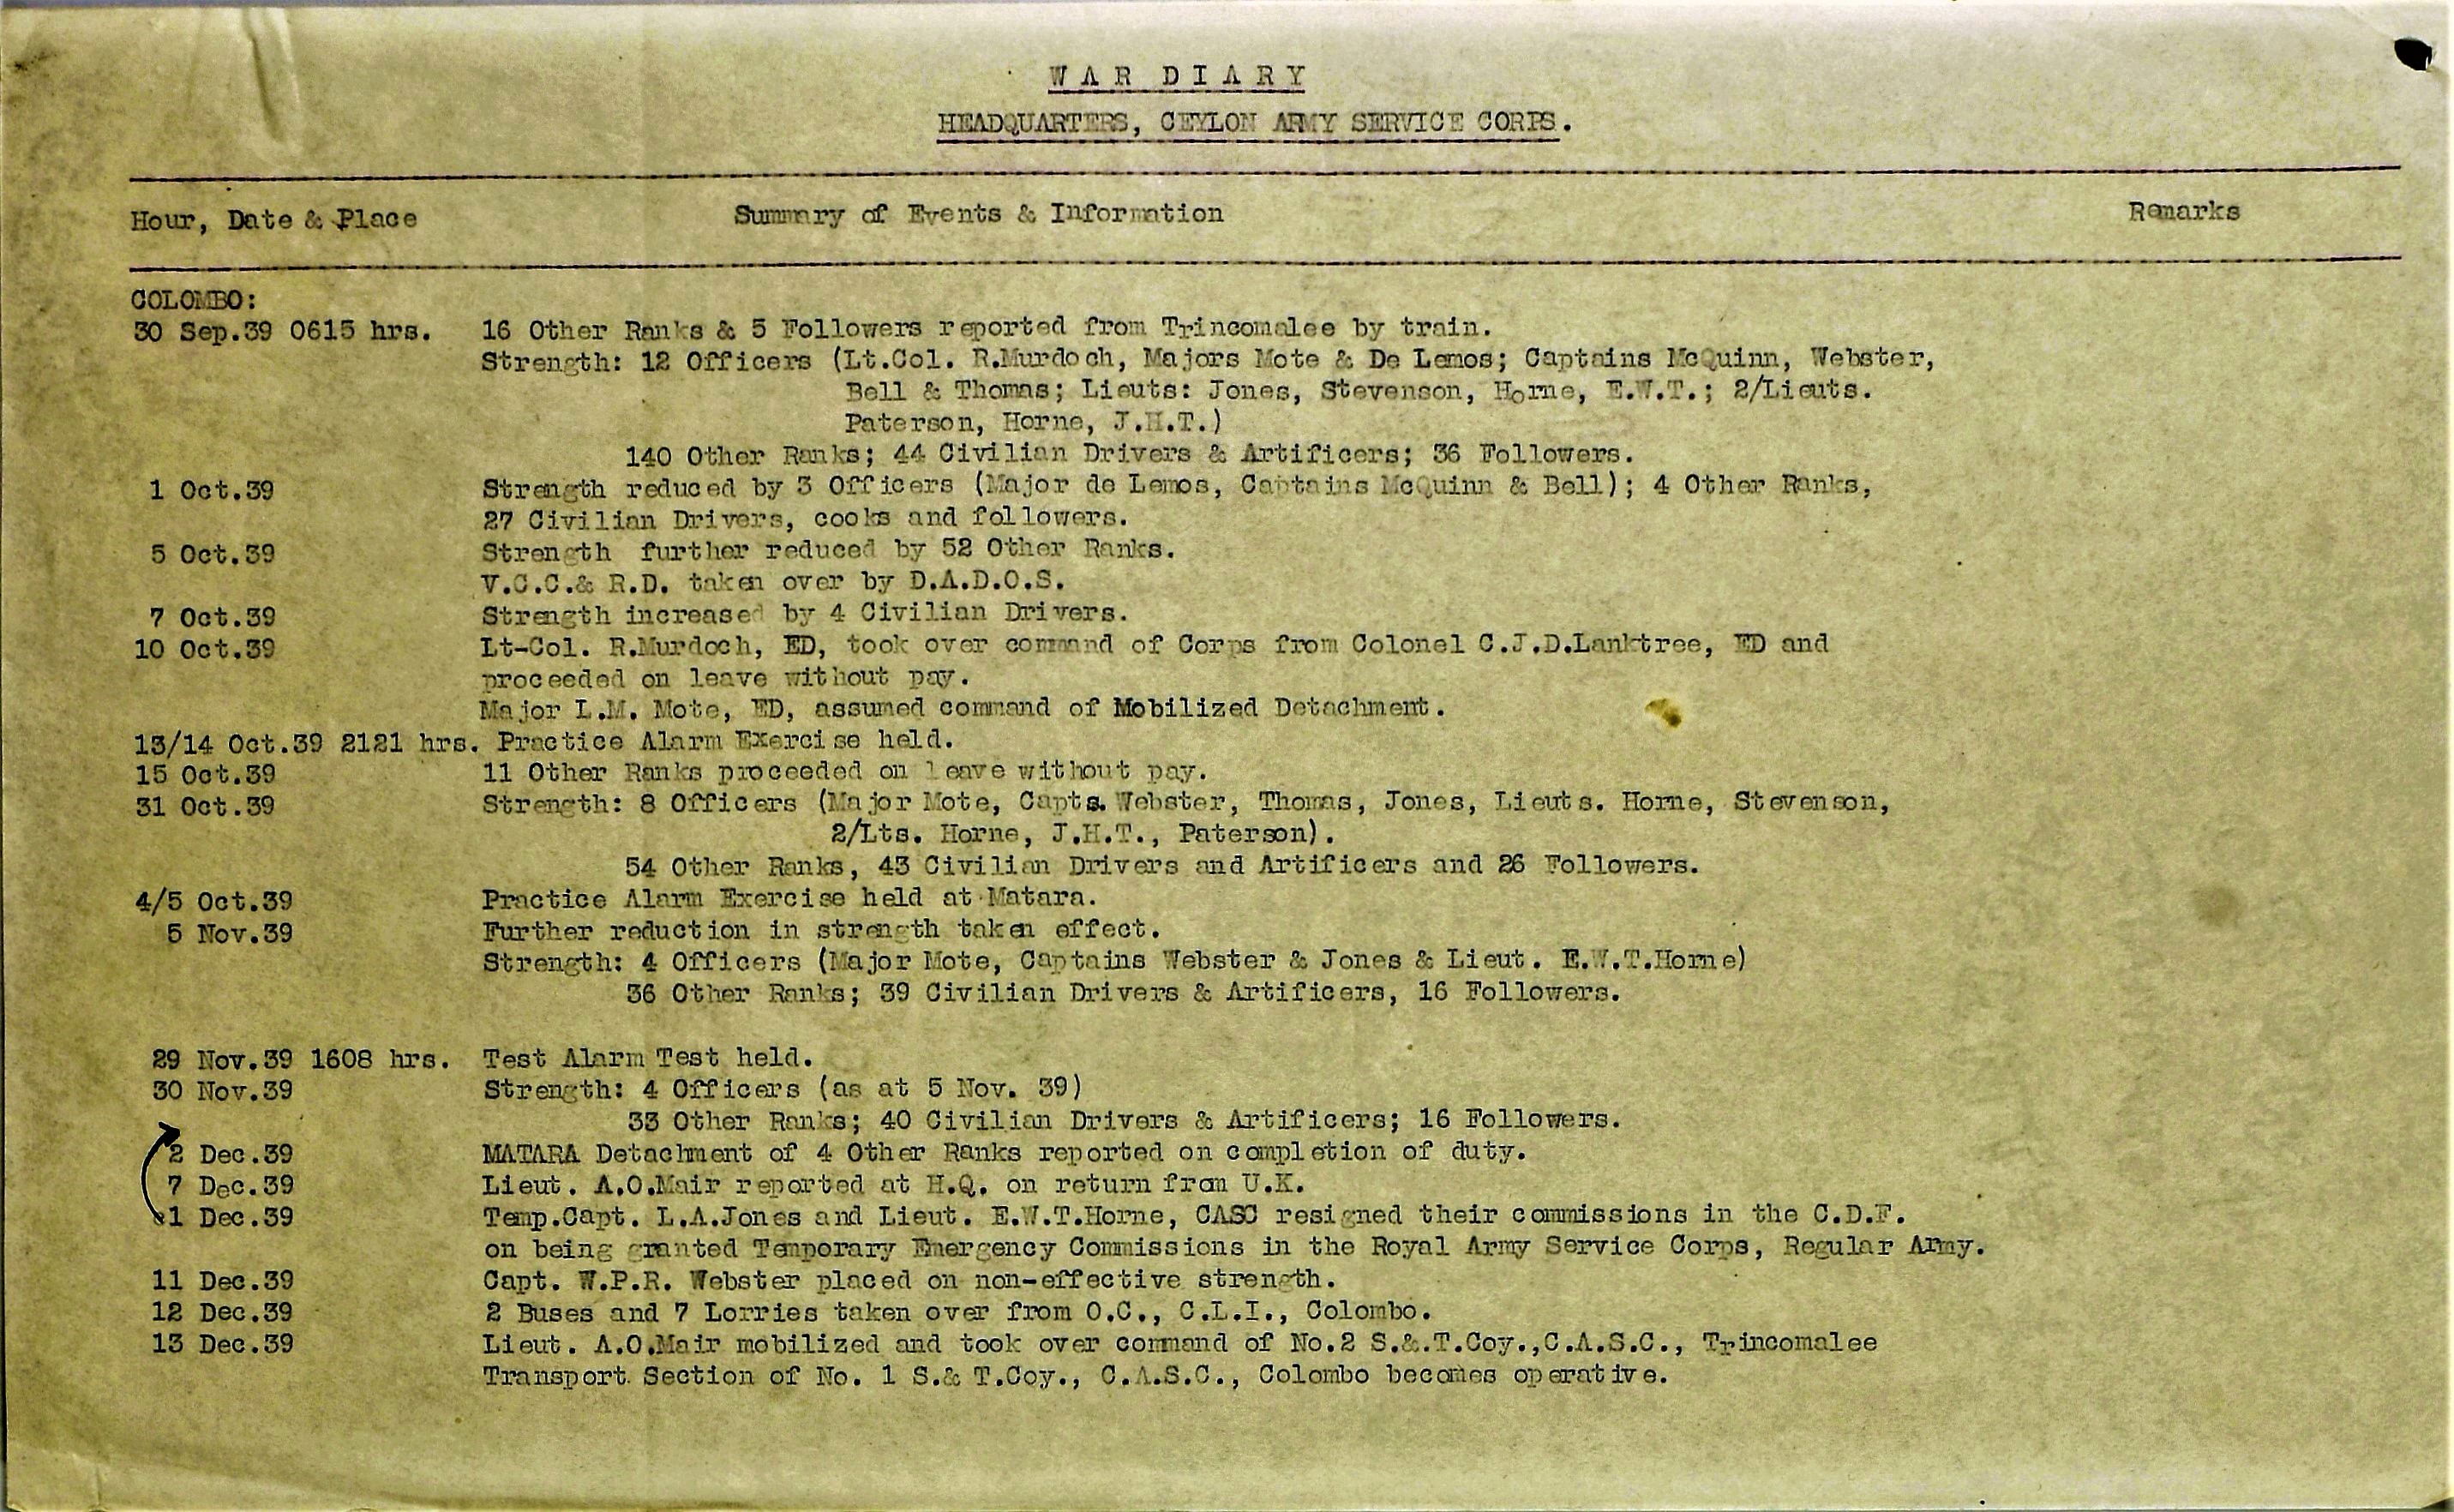 WAR DIARY
HEADQUARTERS, CEYLON ARMY SERVICE CORPS.
Hour, Date & Place Summary of Events & Information Remarks
COLOMBO:
30 Sep.39 0615 hrs. 16 Other Ranks & 5 Followers reported from Trincomalee by train.
Strength: 12 Officers (Lt.Col. R.Murdoch, Majors Mote & De Lemos; Captains McQuinn, Webster,
Bell & Thomas; Lieuts: Jones, Stevenson, Horne, E.W.T.; 2/Lieuts.
Paterson, Horne, J.H.T.)
140 Other Ranks; 44 Civilian Drivers & Artificers; 36 Followers.
1 Oct.39 Strength reduced by 3 Officers (Major de Lemos, Captains McQuinn & Bell); 4 Other Ranks,
27 Civilian Drivers, cooks and followers.
5 Oct.39 Strength further reduced by 52 Other Ranks.
V.C.C.& R.D. taken over by D.A.D.O.S.
7 Oct.39 Strength increased by 4 Civilian Drivers.
10 Oct.39 Lt-Col. R.Murdoch, ED, took over command of Corps from Colonel C.J.D.Lanktree, ED and
proceeded on leave without pay.
Major L.M. Mote, ED, assumed command of Mobilized Detachment.
13/14 Oct.39 2121 hrs. Practice Alarm Exercise held.
15 Oct.39 11 Other Ranks proceeded on leave without pay.
31 Oct.39 Strength: 8 Officers (Major Mote, Capts. Webster, Thomas, Jones, Lieuts. Horne, Stevenson,
2/Lts. Horne, J.H.T., Paterson).
54 Other Ranks, 43 Civilian Drivers and Artificers and 26 Followers.
4/5 Oct.39 Practice Alarm Exercise held at Matara.
5 Nov.39 Further reduction in strength taken effect.
Strength: 4 Officers (Major Mote, Captains Webster & Jones & Lieut. E.W.T.Horne)
36 Other Ranks; 39 Civilian Drivers & Artificers, 16 Followers.
29 Nov.39 1608 hrs. Test Alarm Test held.
30 Nov.39 Strength: 4 Officers (as at 5 Nov. 39)
33 Other Ranks; 40 Civilian Drivers & Artificers; 16 Followers.
2 Dec.39 MATARA Detachment of 4 Other Ranks reported on completion of duty.
7 Dec.39 Lieut. A.O.Mair reported at H.Q. on return from U.K.
1 Dec.39 Temp.Capt. L.A.Jones and Lieut. E.W.T.Horne, CASC resigned their commissions in the C.D.F.
on being granted Temporary Emergency Commissions in the Royal Army Service Corps, Regular Army.
11 Dec.39 Capt. W.P.R. Webster placed on non-effective strength.
12 Dec.39 2 Buses and 7 Lorries taken over from O.C., C.L.I., Colombo.
13 Dec.39 Lieut. A.O.Mair mobilized and took over command of No.2 S.&.T.Coy.,C.A.S.C., Trincomalee
Transport Section of No. 1 S.& T.Coy., C.A.S.C., Colombo becomes operative.